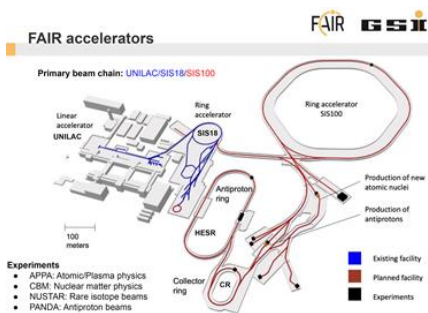 FAIR GSI
FAIR accelerators
Primary beam chain: UNILAC/SIS18/SIS100
Linear
accelerator
UNILAC
Ring
accelerator
SIS18
Ring accelerator
SIS100
Antiproton
ring
HESR
Production of new
atomic nuclei
Production of
antiprotons
100
meters
Collector
ring
CR
Existing facility
Planned facility
Experiments
Experiments
• APPA: Atomic/Plasma physics
• CBM: Nuclear matter physics
• NUSTAR: Rare isotope beams
• PANDA: Antiproton beams